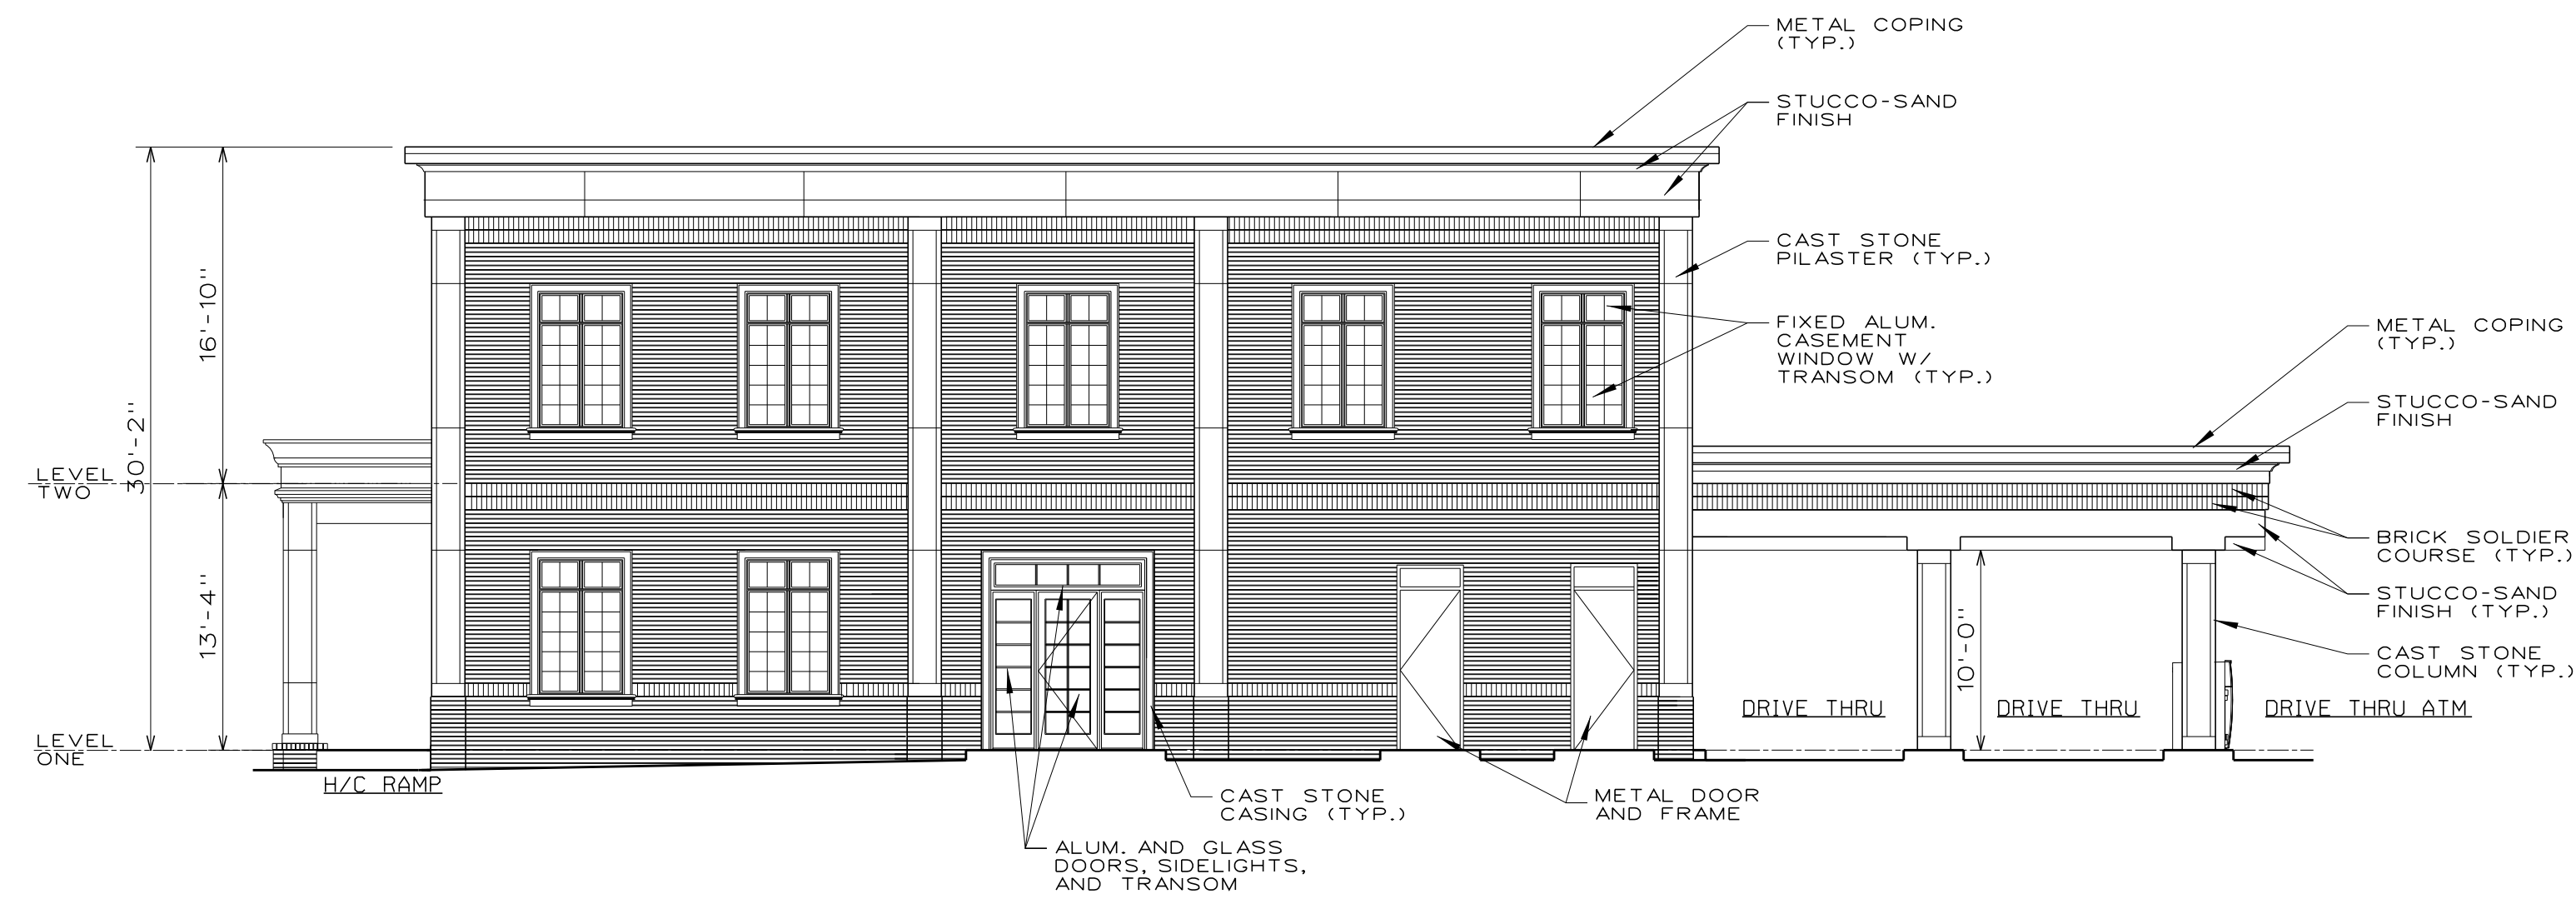 METAL COPING
(TYP.)
STUCCO-SAND
FINISH
CAST STONE
PILASTER (TYP.)
FIXED ALUM.
CASEMENT
WINDOW W/
TRANSOM (TYP.)
METAL COPING
(TYP.)
STUCCO-SAND
FINISH
BRICK SOLDIER
COURSE (TYP.)
STUCCO-SAND
FINISH (TYP.)
CAST STONE
COLUMN (TYP.)
30'-2"
16'-10"
13'-4"
LEVEL
TWO
LEVEL
ONE
10'-0"
DRIVE THRU
DRIVE THRU
DRIVE THRU ATM
H/C RAMP
CAST STONE
CASING (TYP.)
METAL DOOR
AND FRAME
ALUM. AND GLASS
DOORS, SIDELIGHTS,
AND TRANSOM